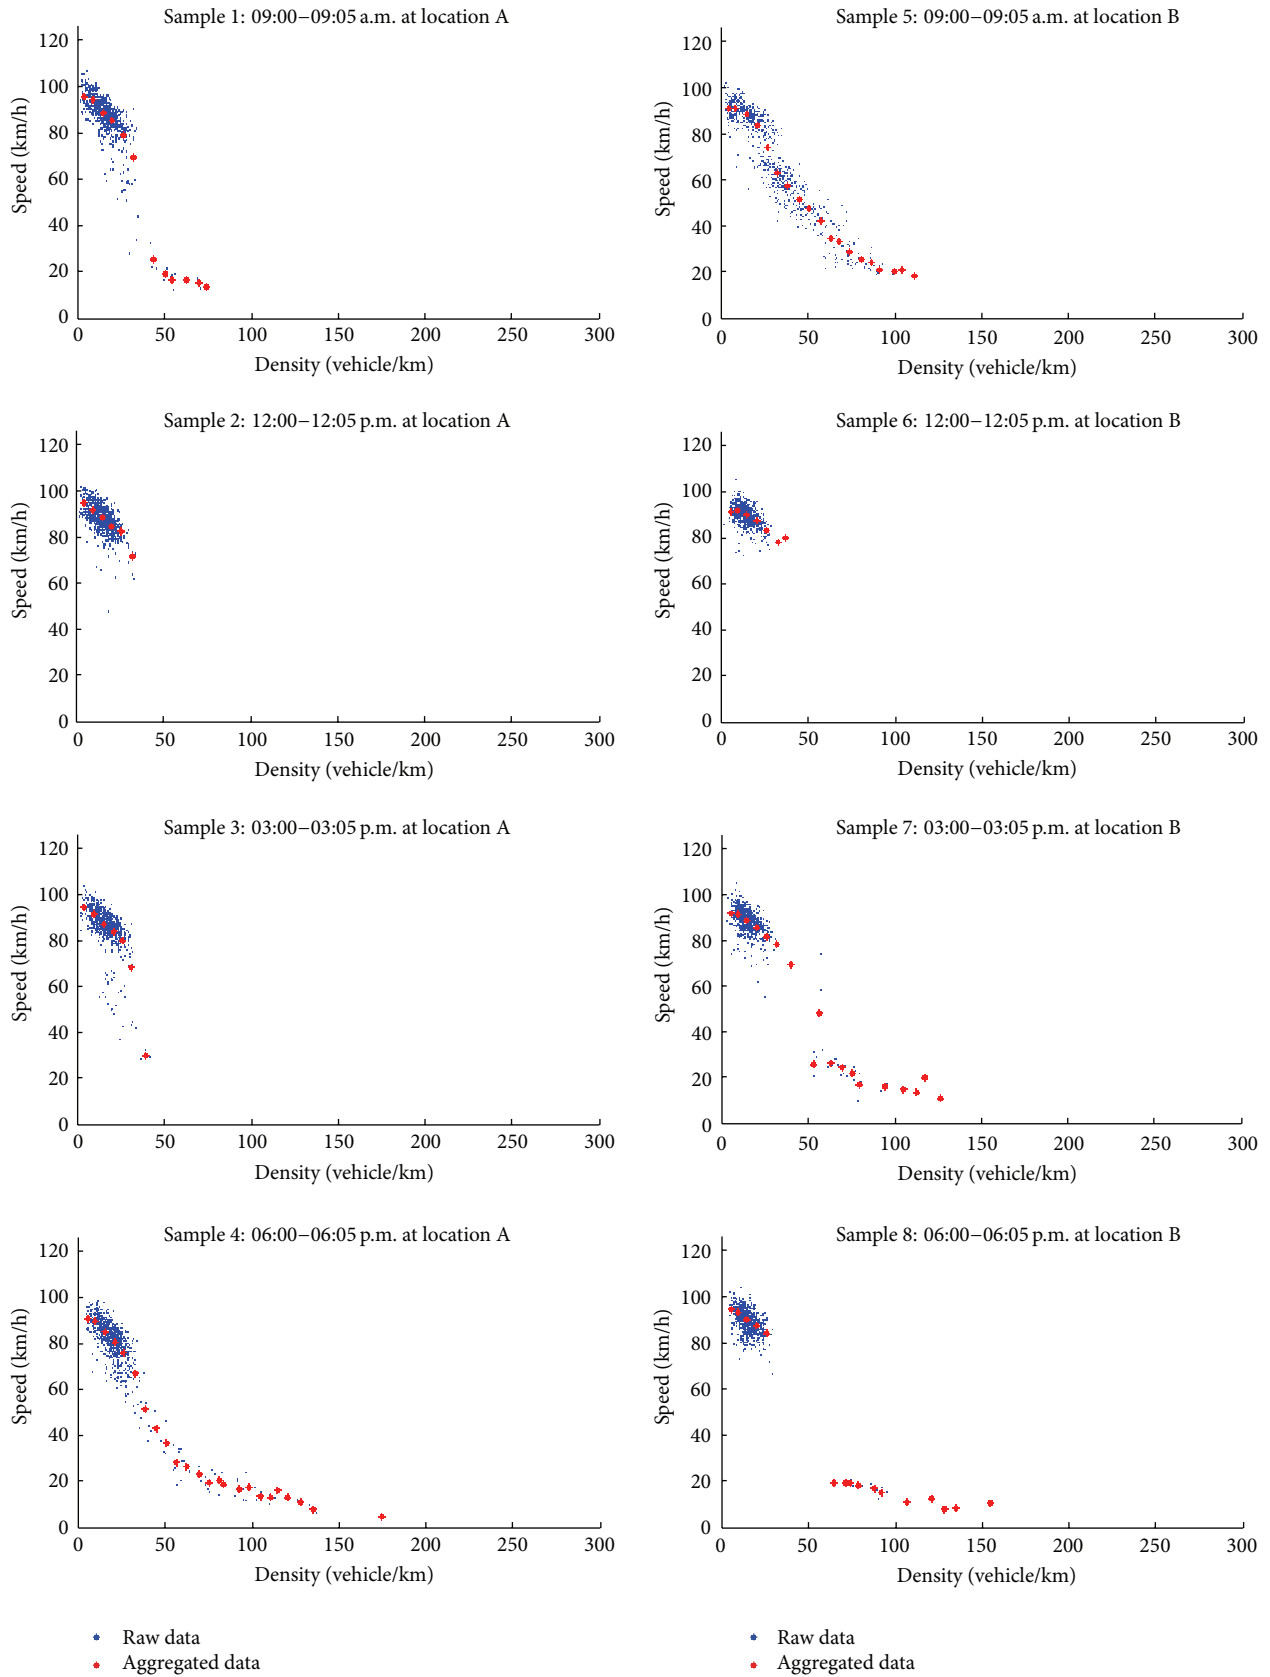 Sample 1: 09:00–09:05 a.m. at location A
120
100
80
60
40
20
0
Speed (km/h)
0 50 100 150 200 250 300
Density (vehicle/km)
Sample 5: 09:00–09:05 a.m. at location B
120
100
80
60
40
20
0
Speed (km/h)
0 50 100 150 200 250 300
Density (vehicle/km)
Sample 2: 12:00–12:05 p.m. at location A
120
100
80
60
40
20
0
Speed (km/h)
0 50 100 150 200 250 300
Density (vehicle/km)
Sample 6: 12:00–12:05 p.m. at location B
120
100
80
60
40
20
0
Speed (km/h)
0 50 100 150 200 250 300
Density (vehicle/km)
Sample 3: 03:00–03:05 p.m. at location A
120
100
80
60
40
20
0
Speed (km/h)
0 50 100 150 200 250 300
Density (vehicle/km)
Sample 7: 03:00–03:05 p.m. at location B
120
100
80
60
40
20
0
Speed (km/h)
0 50 100 150 200 250 300
Density (vehicle/km)
Sample 4: 06:00–06:05 p.m. at location A
120
100
80
60
40
20
0
Speed (km/h)
0 50 100 150 200 250 300
Density (vehicle/km)
Sample 8: 06:00–06:05 p.m. at location B
120
100
80
60
40
20
0
Speed (km/h)
0 50 100 150 200 250 300
Density (vehicle/km)
Raw data
Aggregated data
Raw data
Aggregated data